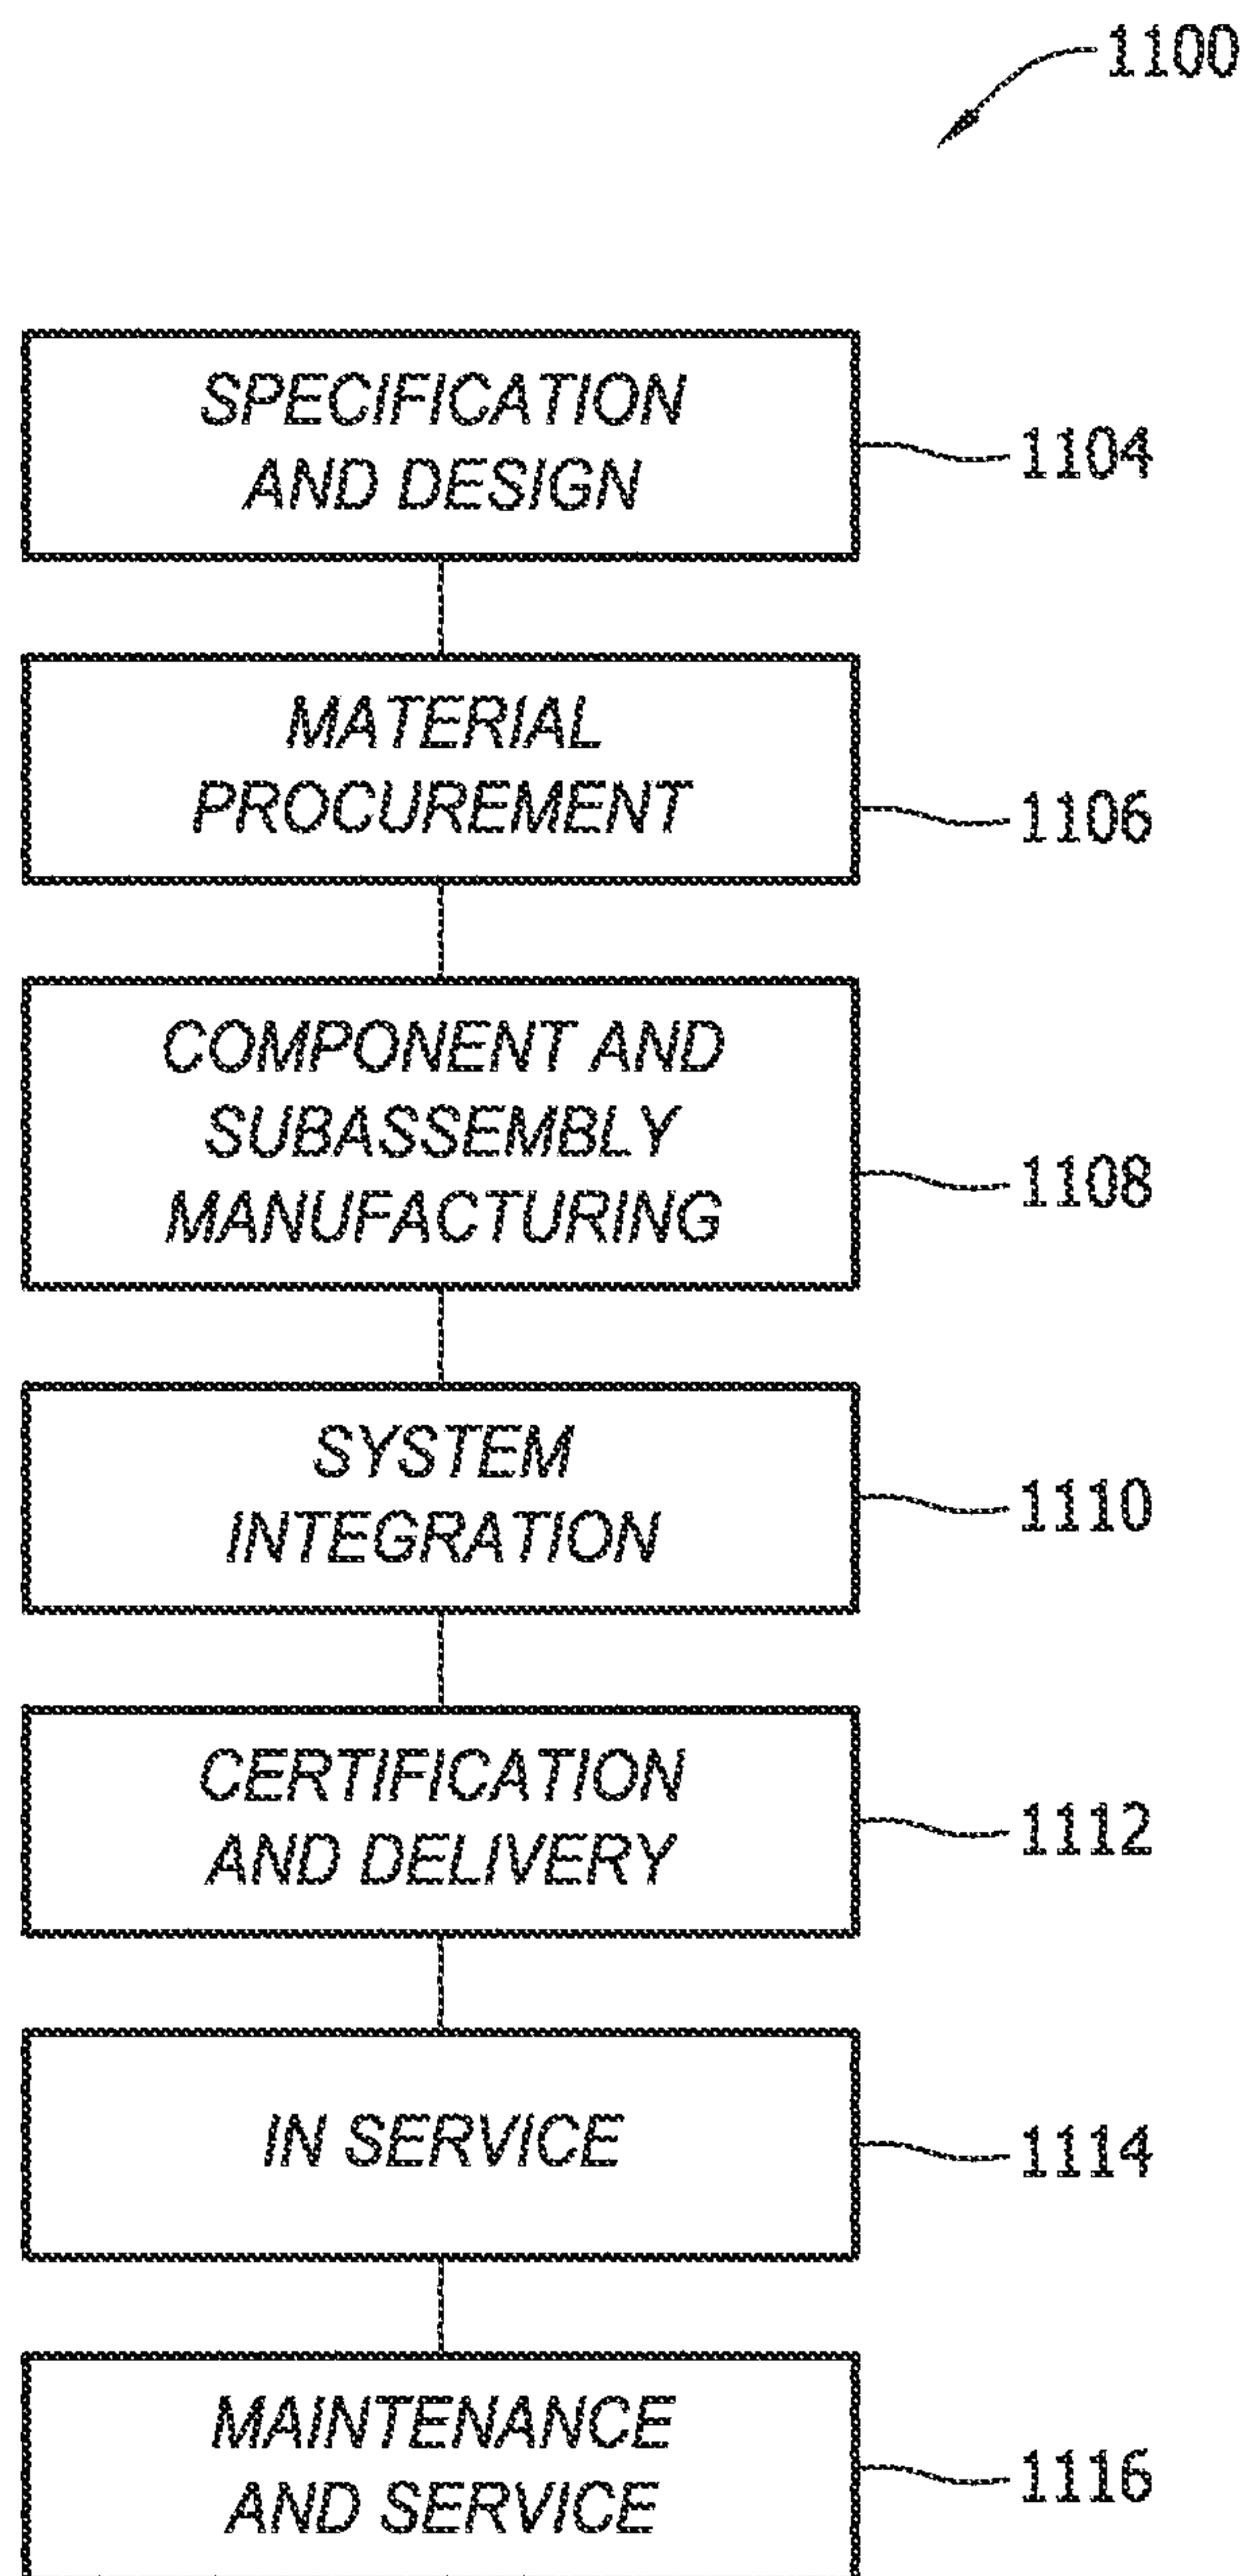 1100
SPECIFICATION
AND DESIGN
1104
MATERIAL
PROCUREMENT
1106
COMPONENT AND
SUBASSEMBLY
MANUFACTURING
1108
SYSTEM
INTEGRATION
1110
CERTIFICATION
AND DELIVERY
1112
IN SERVICE
1114
MAINTENANCE
AND SERVICE
1116